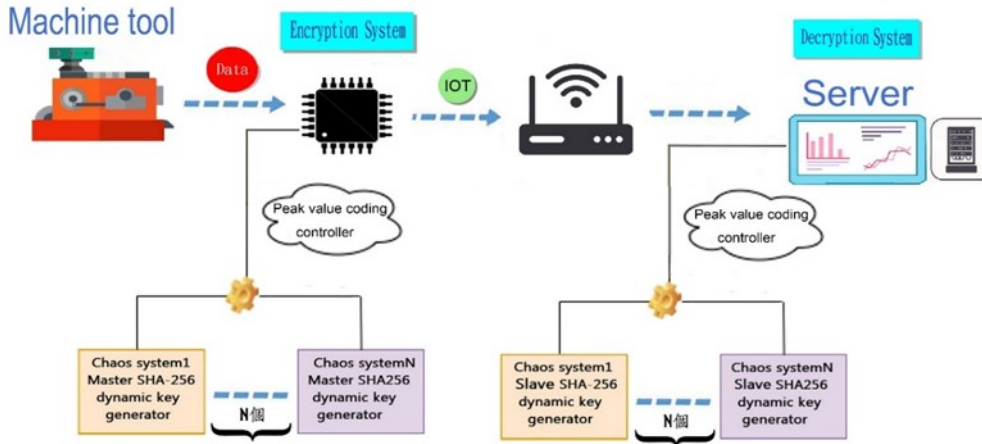 Machine tool
Encryption System
Decryption System
Data
IOT
Server
Peak value coding
controller
Peak value coding
controller
Chaos system1
Master SHA-256
dynamic key
generator
Chaos systemN
Master SHA256
dynamic key
generator
N個
Chaos system1
Slave SHA-256
dynamic key
generator
Chaos systemN
Slave SHA256
dynamic key
generator
N個